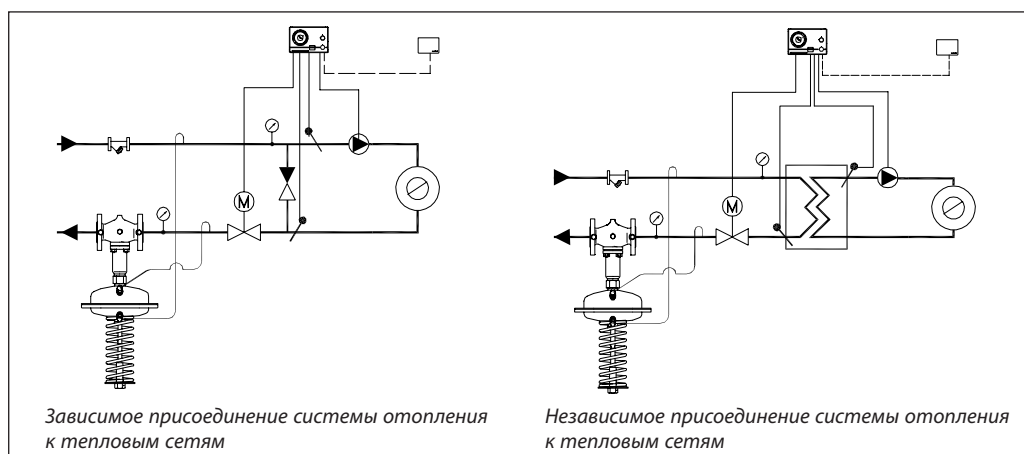 M
M
Зависимое присоединение системы отопления
к тепловым сетям
Независимое присоединение системы отопления
к тепловым сетям